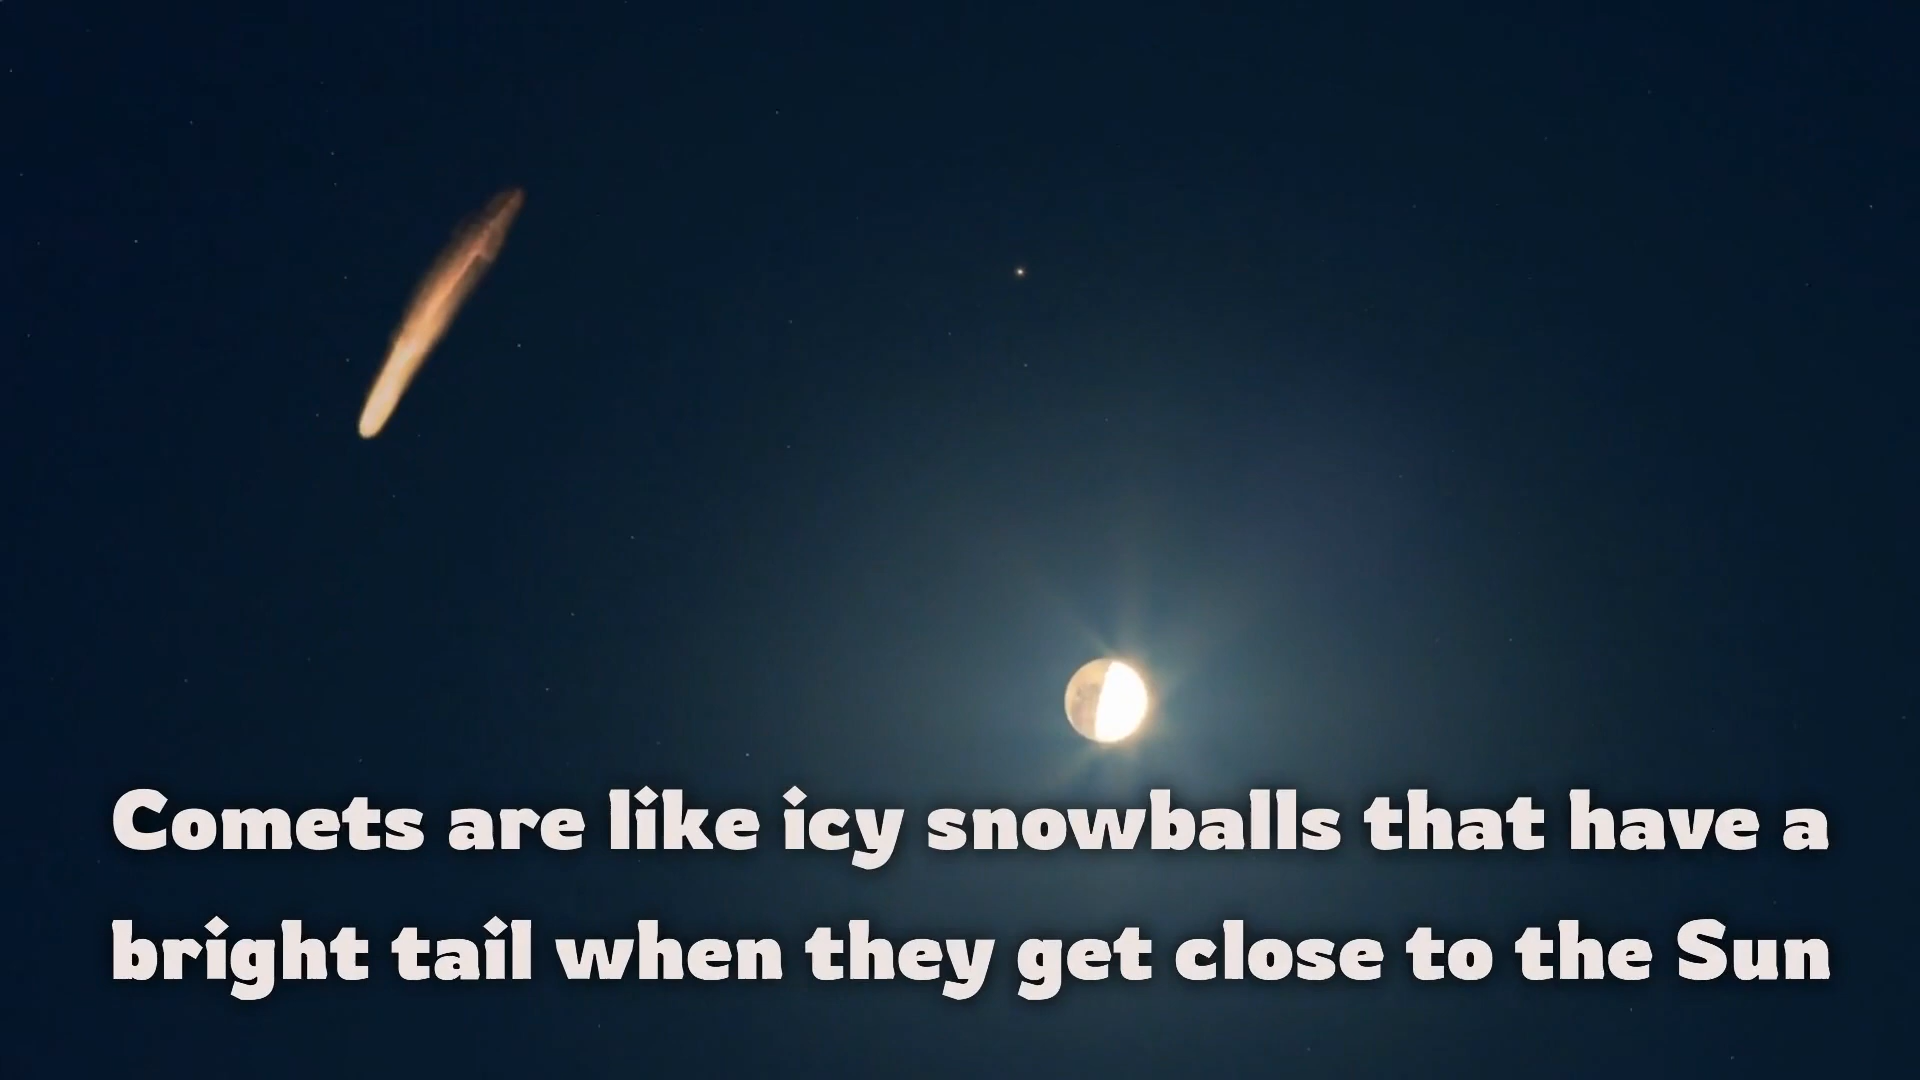 Comets are like icy snowballs that have a
bright tail when they get close to the Sun